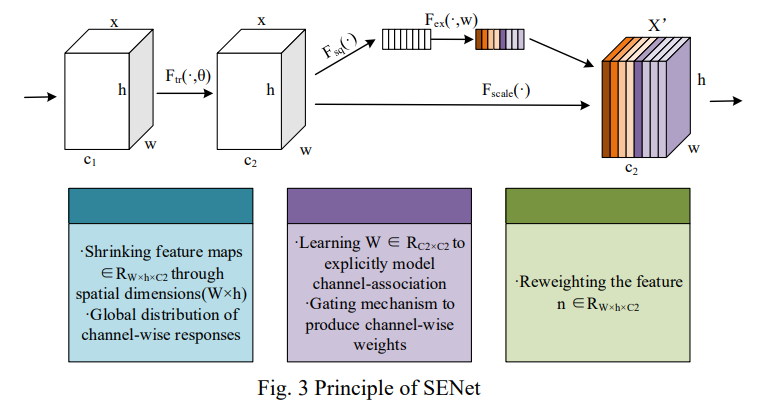 X
X
F_ex(·,w)
X’
F_sq(·)
F_tr(·,θ)
h
h
h
F_scale(·)
w
w
w
c₁
c₂
c₂
·Shrinking feature maps
∈R_W×h×C2 through
spatial dimensions(W×h)
·Global distribution of
channel-wise responses
·Learning W ∈ R_C2×C2 to
explicitly model
channel-association
·Gating mechanism to
produce channel-wise
weights
·Reweighting the feature
n ∈R_W×h×C2
Fig. 3 Principle of SENet